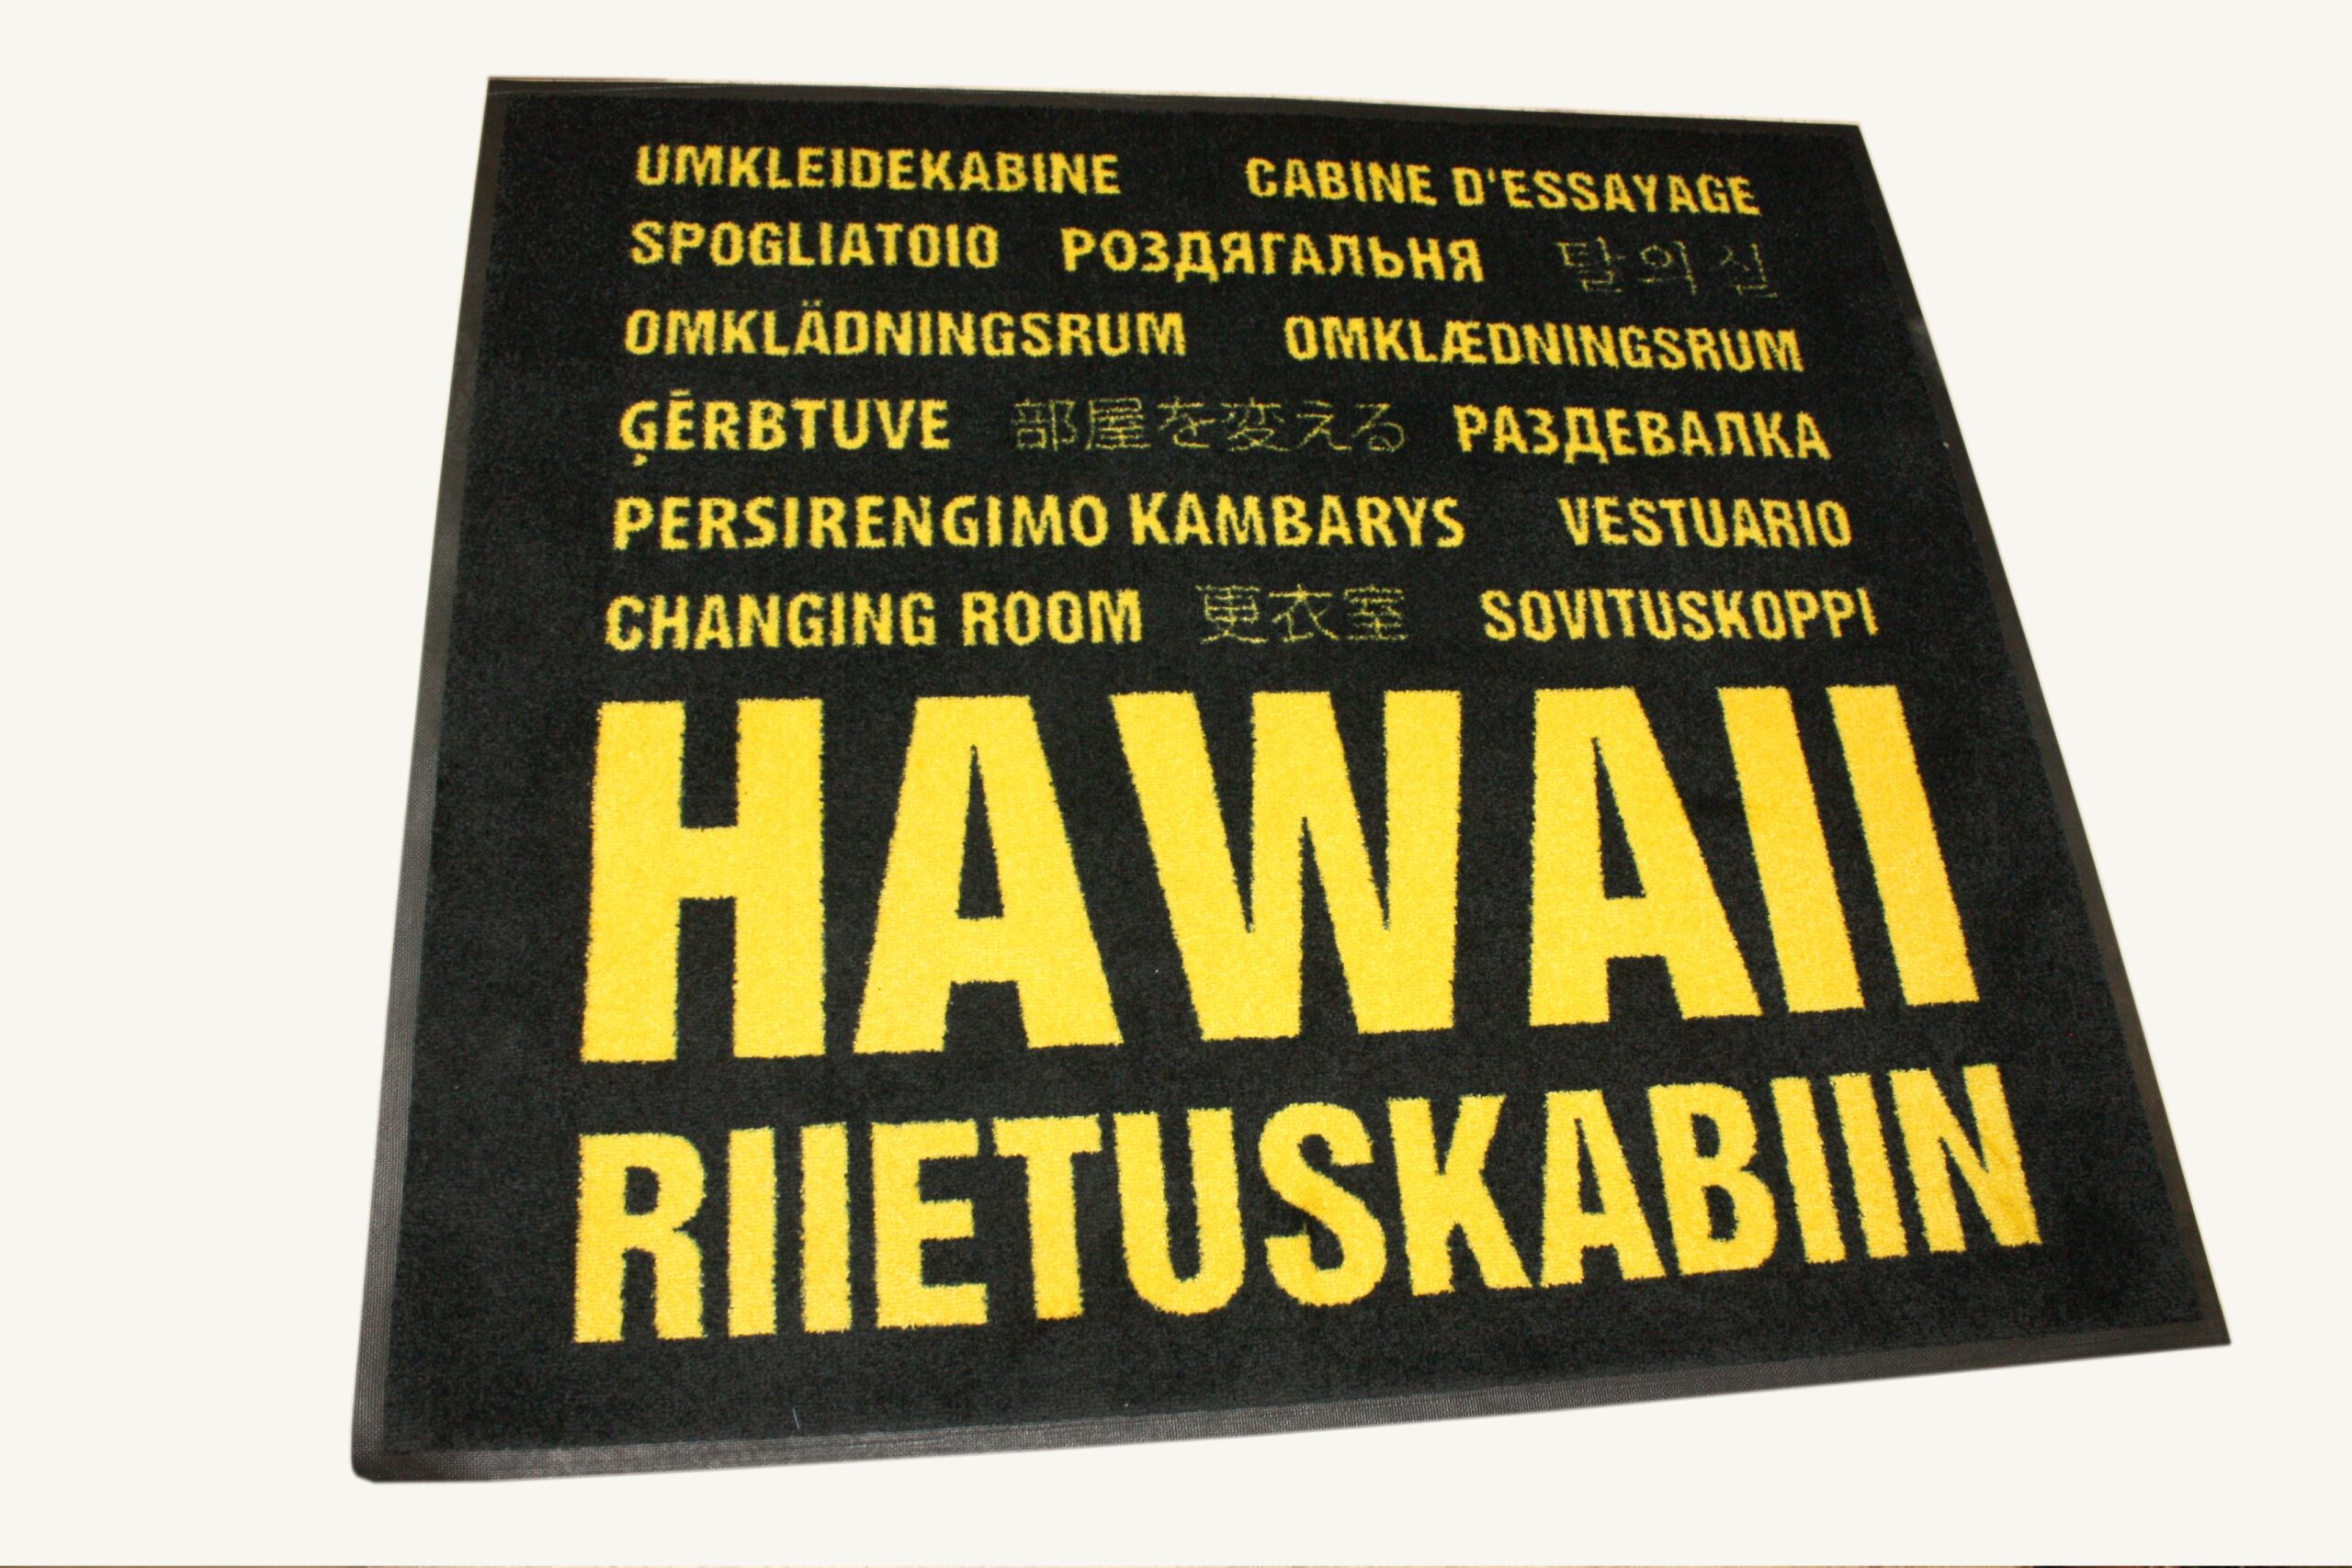 UMKLEIDEKABINE CABINE D'ESSAYAGE
SPOGLIATOIO РОЗДЯГАЛЬНЯ 탈의실
OMKLÄDNINGSRUM OMKLÆDNINGSRUM
ĢĒRBTUVE 部屋を変える РАЗДЕВАЛКА
PERSIRENGIMO KAMBARYS VESTUARIO
CHANGING ROOM 更衣室 SOVITUSKOPPI
HAWAII
RIIETUSKABIIN